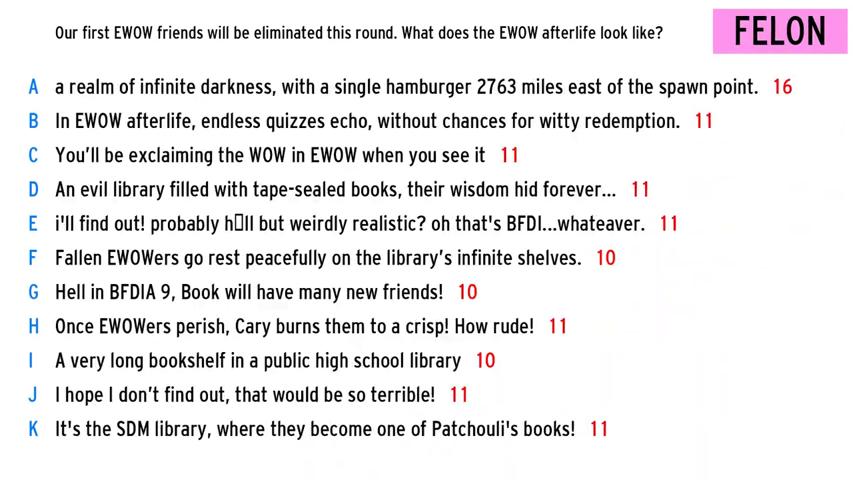 Our first EWOW friends will be eliminated this round. What does the EWOW afterlife look like?
FELON
A a realm of infinite darkness, with a single hamburger 2763 miles east of the spawn point. 16
B In EWOW afterlife, endless quizzes echo, without chances for witty redemption. 11
C You’ll be exclaiming the WOW in EWOW when you see it 11
D An evil library filled with tape-sealed books, their wisdom hid forever... 11
E i'll find out! probably h▯ll but weirdly realistic? oh that's BFDI...whatever. 11
F Fallen EWOWers go rest peacefully on the library’s infinite shelves. 10
G Hell in BFDIA 9, Book will have many new friends! 10
H Once EWOWers perish, Cary burns them to a crisp! How rude! 11
I A very long bookshelf in a public high school library 10
J I hope I don’t find out, that would be so terrible! 11
K It's the SDM library, where they become one of Patchouli's books! 11